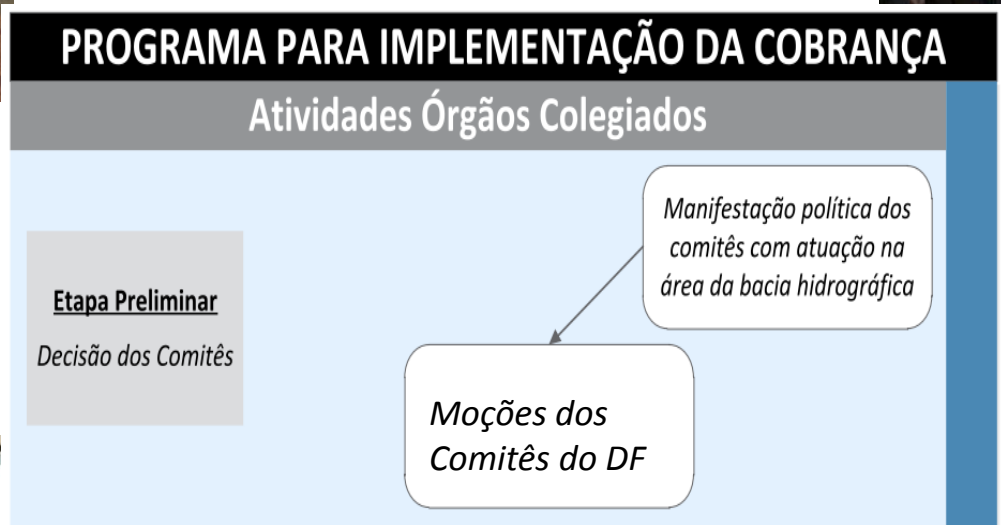 PROGRAMA PARA IMPLEMENTAÇÃO DA COBRANÇA
Atividades Órgãos Colegiados
Manifestação política dos
comitês com atuação na
área da bacia hidrográfica
Etapa Preliminar
Decisão dos Comitês
Moções dos
Comitês do DF